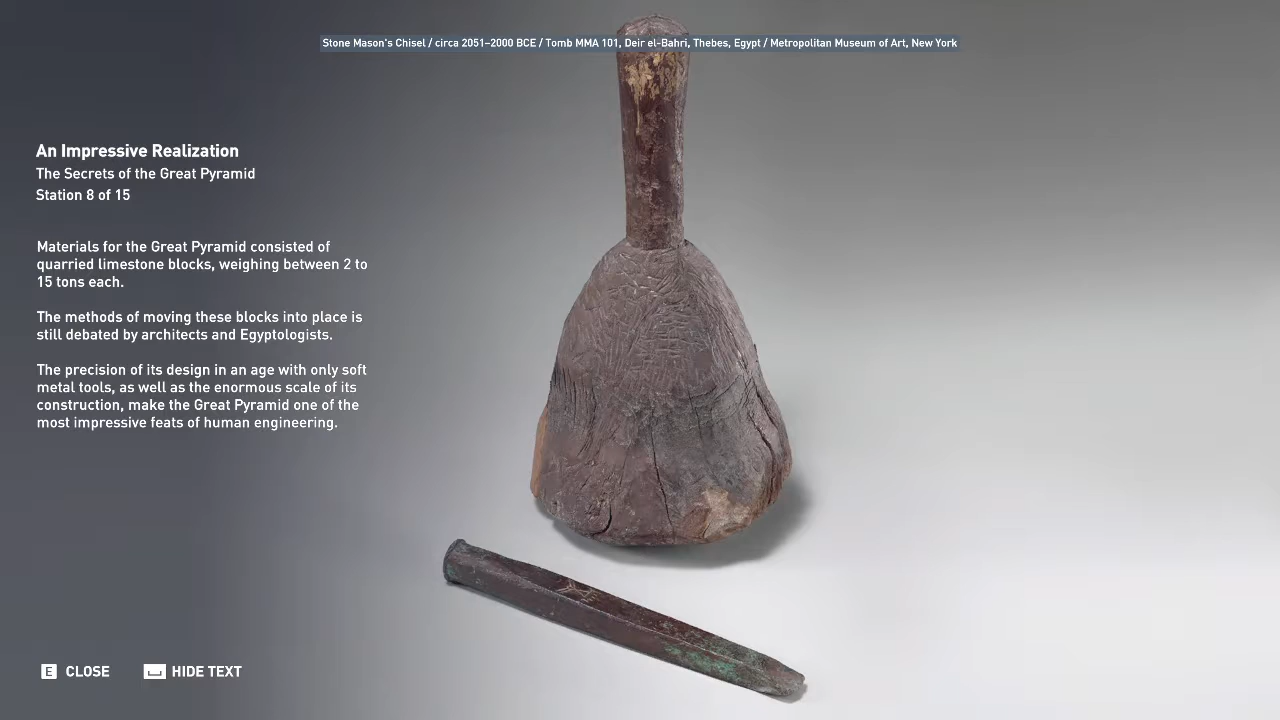 Stone Mason's Chisel / circa 2051–2000 BCE / Tomb MMA 101, Deir el-Bahri, Thebes, Egypt / Metropolitan Museum of Art, New York
An Impressive Realization
The Secrets of the Great Pyramid
Station 8 of 15
Materials for the Great Pyramid consisted of
quarried limestone blocks, weighing between 2 to
15 tons each.
The methods of moving these blocks into place is
still debated by architects and Egyptologists.
The precision of its design in an age with only soft
metal tools, as well as the enormous scale of its
construction, make the Great Pyramid one of the
most impressive feats of human engineering.
E CLOSE HIDE TEXT